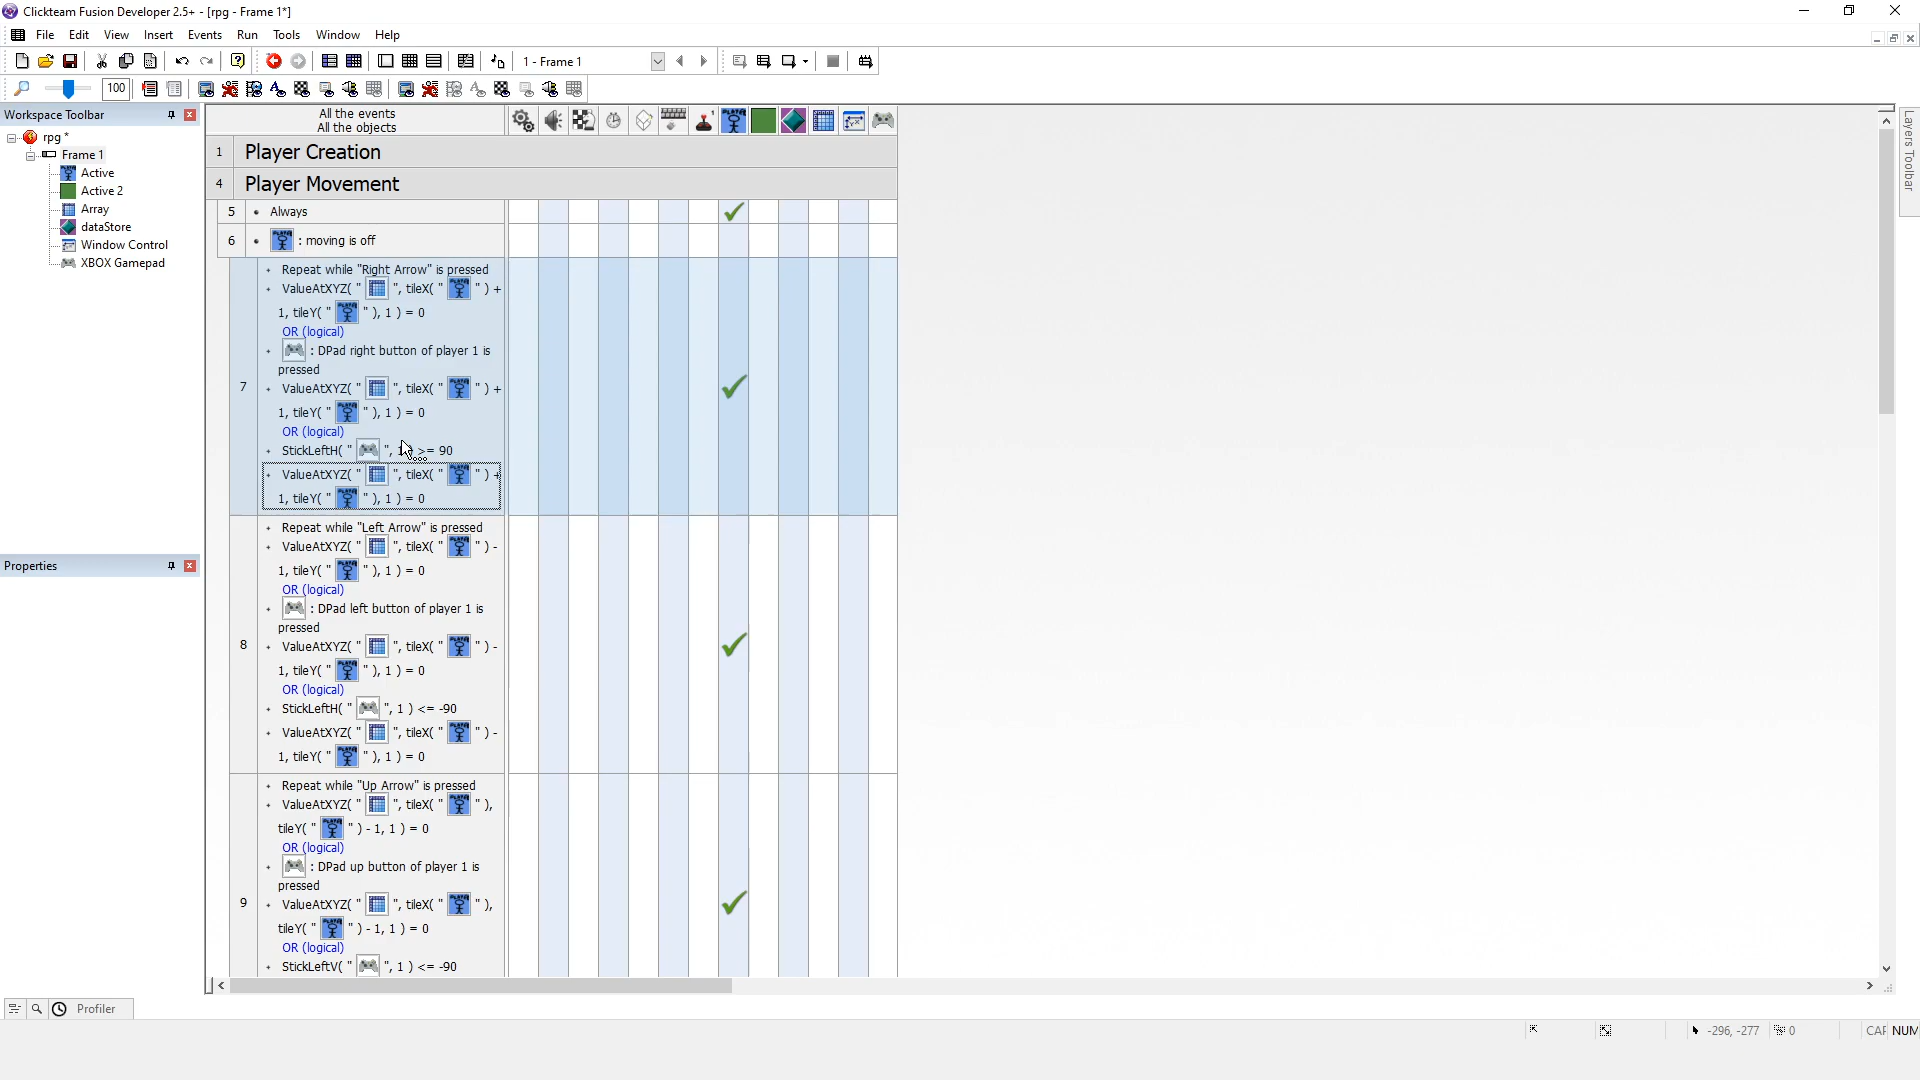 Clickteam Fusion Developer 2.5+ - [rpg - Frame 1*]
File Edit View Insert Events Run Tools Window Help
1 - Frame 1
100
Workspace Toolbar
rpg *
Frame 1
Active
Active 2
Array
dataStore
Window Control
XBOX Gamepad
Properties
All the events
All the objects
1 Player Creation
4 Player Movement
5 • Always
6 • : moving is off
7
Repeat while "Right Arrow" is pressed
ValueAtXYZ( " ", tileX( " " ) +
1, tileY( " " ), 1 ) = 0
OR (logical)
: DPad right button of player 1 is
pressed
ValueAtXYZ( " ", tileX( " " ) +
1, tileY( " " ), 1 ) = 0
OR (logical)
StickLeftH( " ", 1 ) >= 90
ValueAtXYZ( " ", tileX( " " ) +
1, tileY( " " ), 1 ) = 0
8
Repeat while "Left Arrow" is pressed
ValueAtXYZ( " ", tileX( " " ) -
1, tileY( " " ), 1 ) = 0
OR (logical)
: DPad left button of player 1 is
pressed
ValueAtXYZ( " ", tileX( " " ) -
1, tileY( " " ), 1 ) = 0
OR (logical)
StickLeftH( " ", 1 ) <= -90
ValueAtXYZ( " ", tileX( " " ) -
1, tileY( " " ), 1 ) = 0
9
Repeat while "Up Arrow" is pressed
ValueAtXYZ( " ", tileX( " " ),
tileY( " " ) - 1, 1 ) = 0
OR (logical)
: DPad up button of player 1 is
pressed
ValueAtXYZ( " ", tileX( " " ),
tileY( " " ) - 1, 1 ) = 0
OR (logical)
StickLeftV( " ", 1 ) <= -90
Layers Toolbar
Profiler
-296, -277 0 CAP NUM